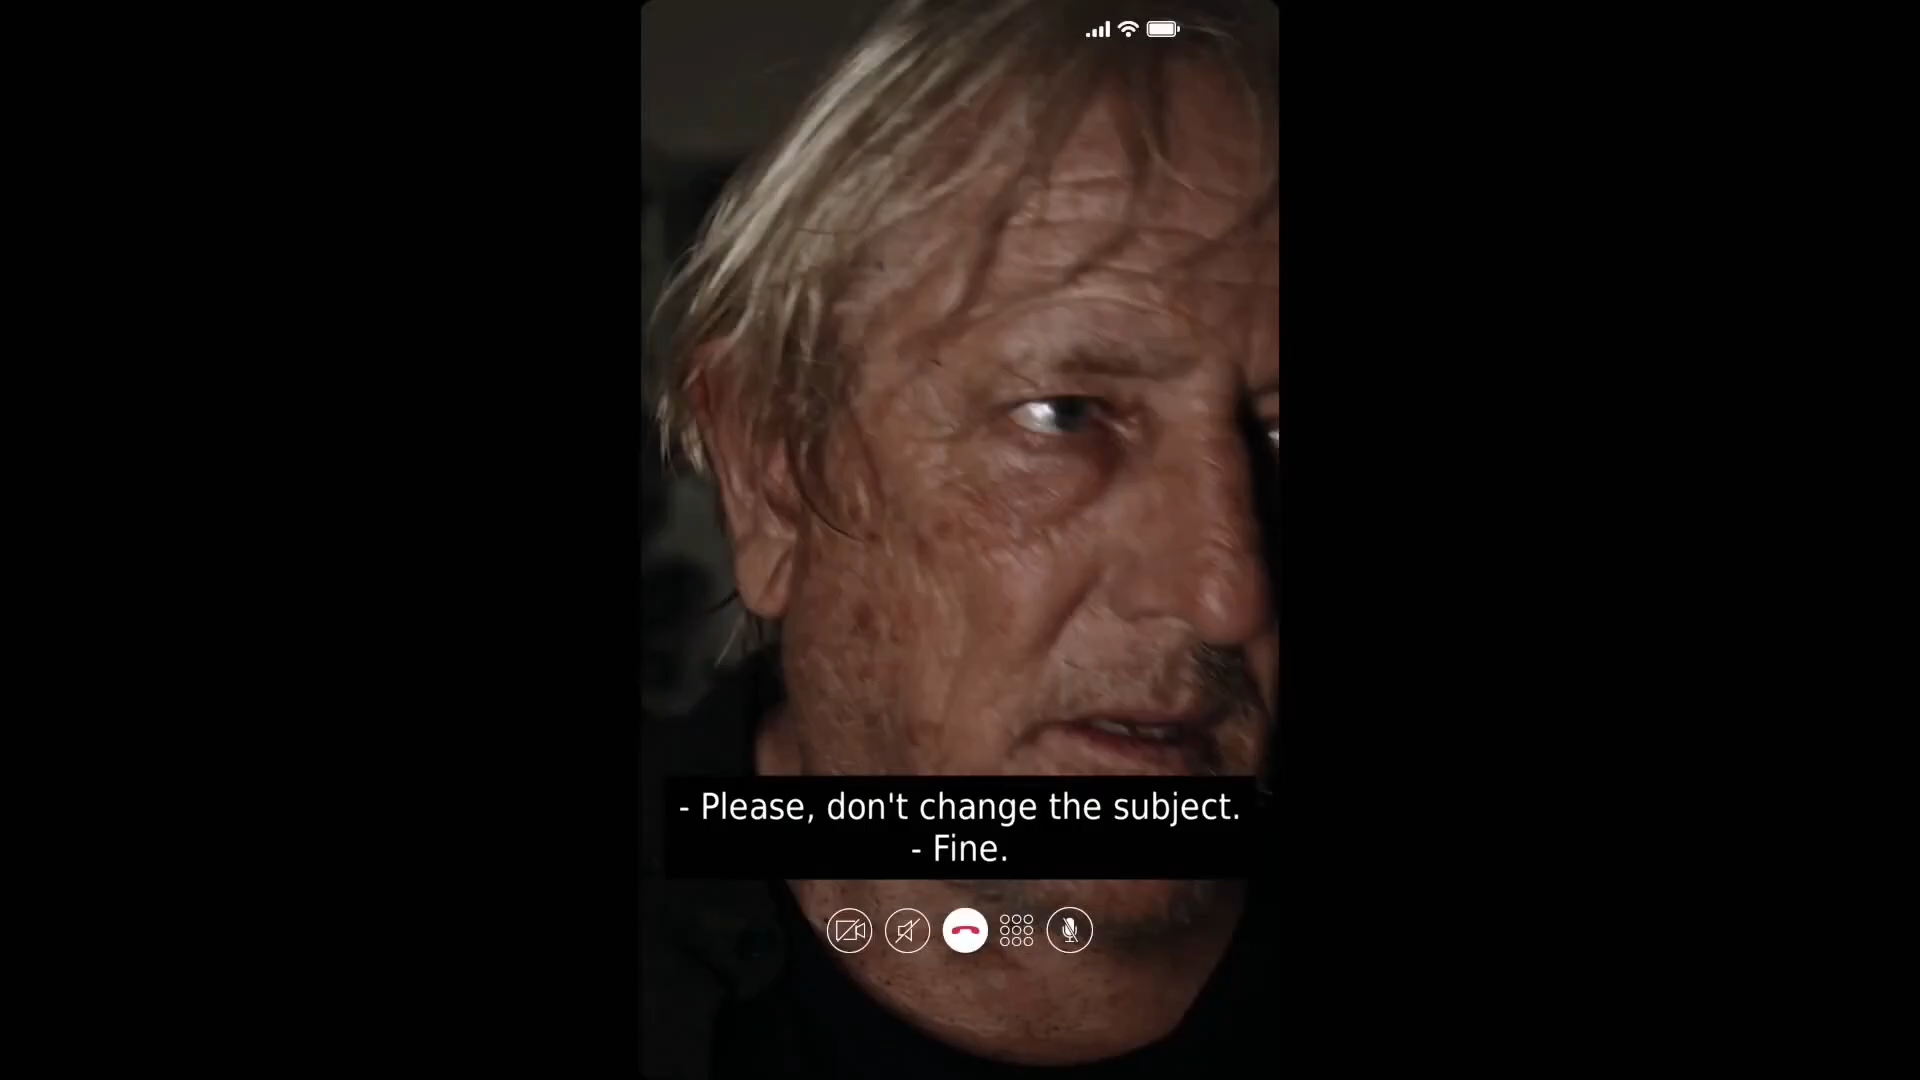 - Please, don't change the subject.
- Fine.